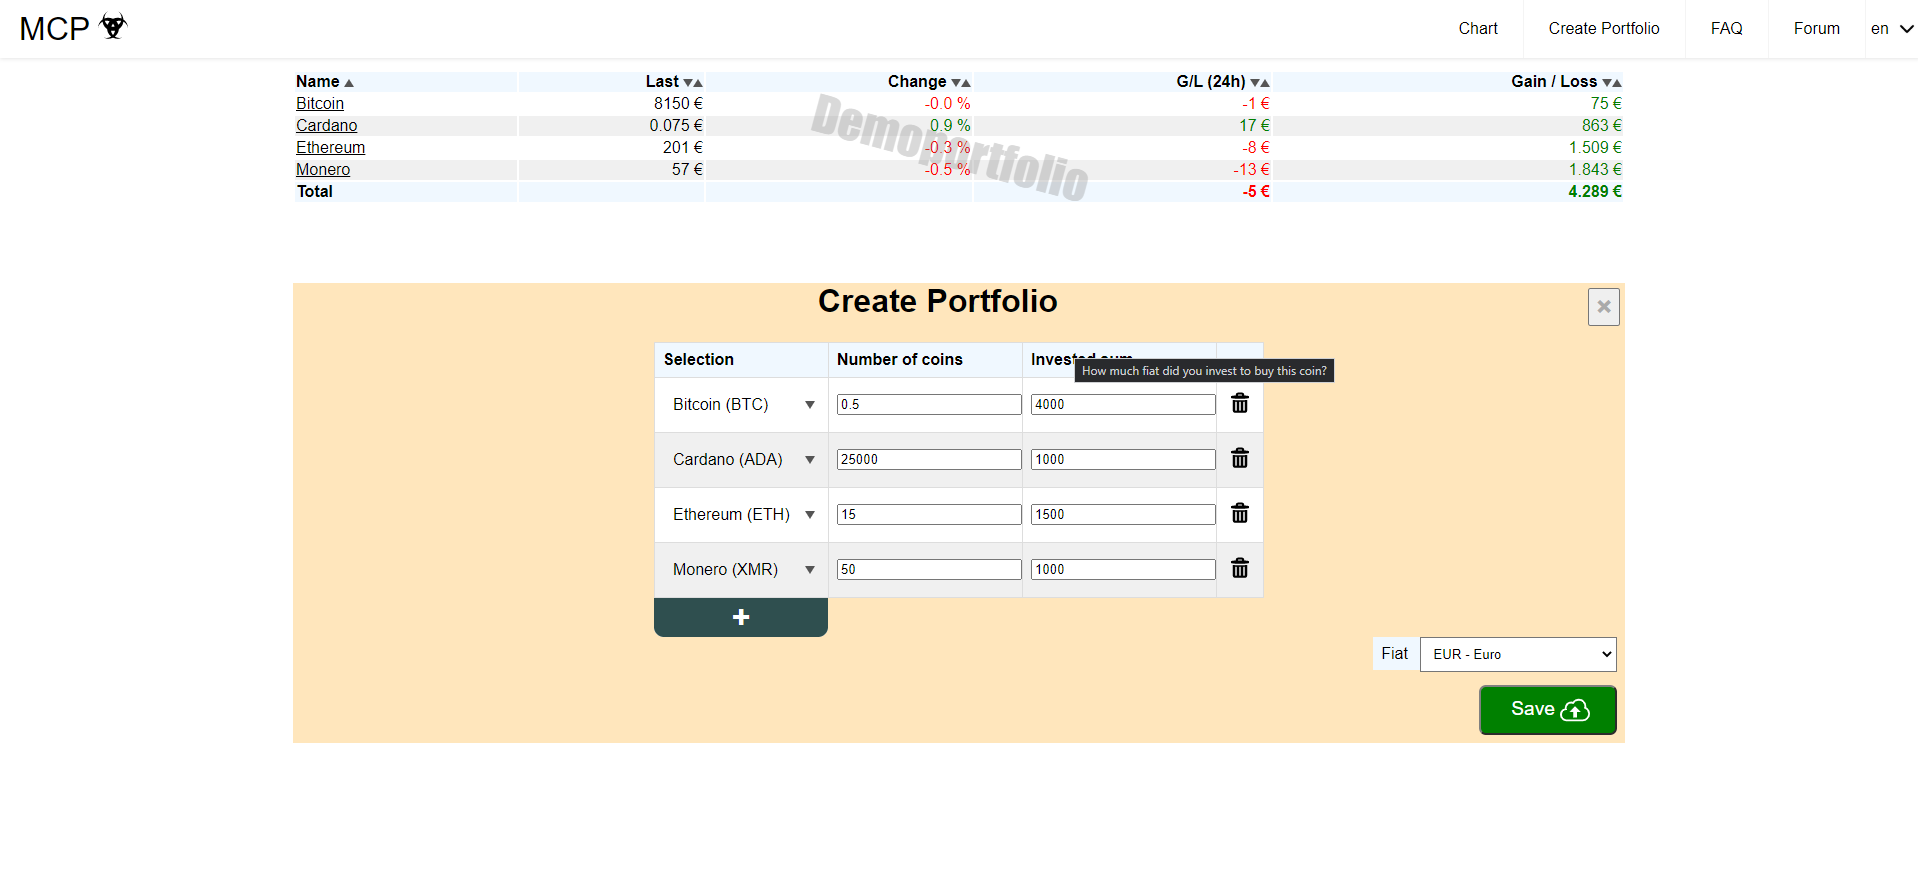 MCP Chart Create Portfolio FAQ Forum en
Name ▲ Last ▼▲ Change ▼▲ G/L (24h) ▼▲ Gain / Loss ▼▲
Bitcoin 8150 € -0.0 % -1 € 75 €
Cardano 0.075 € 0.9 % 17 € 863 €
Ethereum 201 € -0.3 % -8 € 1.509 €
Monero 57 € -0.5 % -13 € 1.843 €
Total -5 € 4.289 €
Demoportfolio
Create Portfolio
Selection Number of coins Invested sum
How much fiat did you invest to buy this coin?
Bitcoin (BTC) 0.5 4000
Cardano (ADA) 25000 1000
Ethereum (ETH) 15 1500
Monero (XMR) 50 1000
+
Fiat EUR - Euro
Save